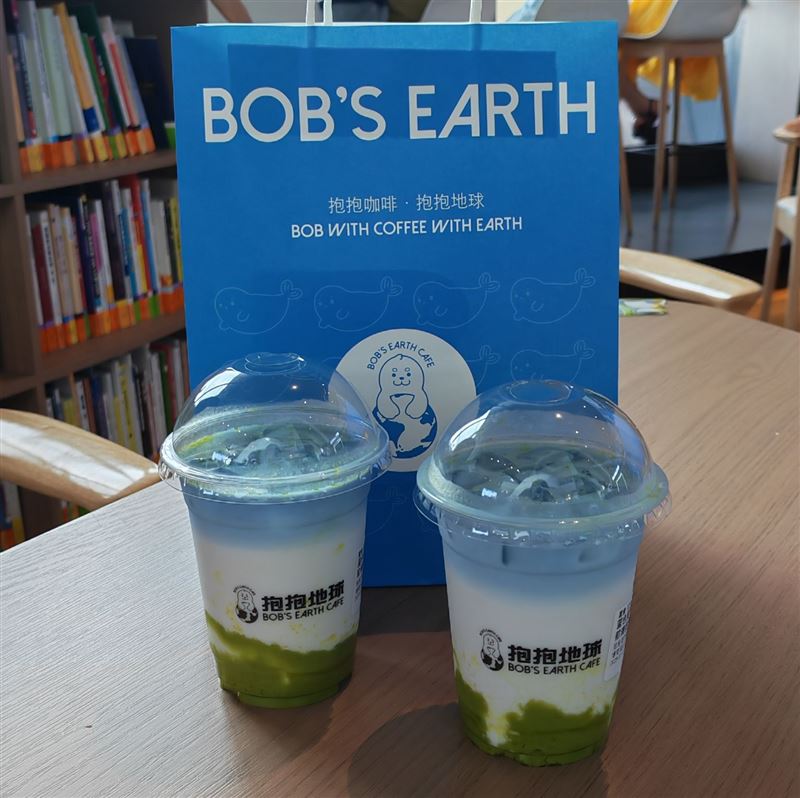 BOB'S EARTH
抱抱咖啡 · 抱抱地球
BOB WITH COFFEE WITH EARTH
BOB'S EARTH CAFE
抱抱地球
BOB'S EARTH CAFE
抱抱地球
BOB'S EARTH CAFE